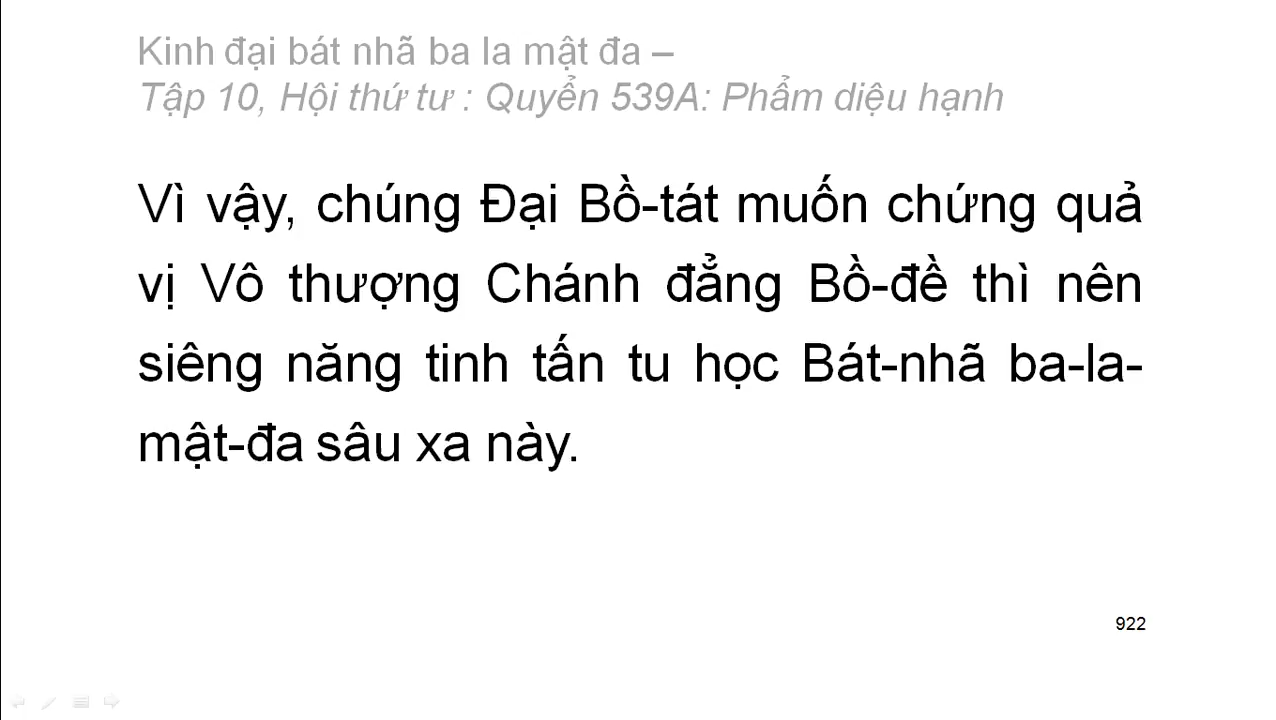 Kinh đại bát nhã ba la mật đa –
Tập 10, Hội thứ tư : Quyển 539A: Phẩm diệu hạnh
Vì vậy, chúng Đại Bồ-tát muốn chứng quả
vị Vô thượng Chánh đẳng Bồ-đề thì nên
siêng năng tinh tấn tu học Bát-nhã ba-la-
mật-đa sâu xa này.
922